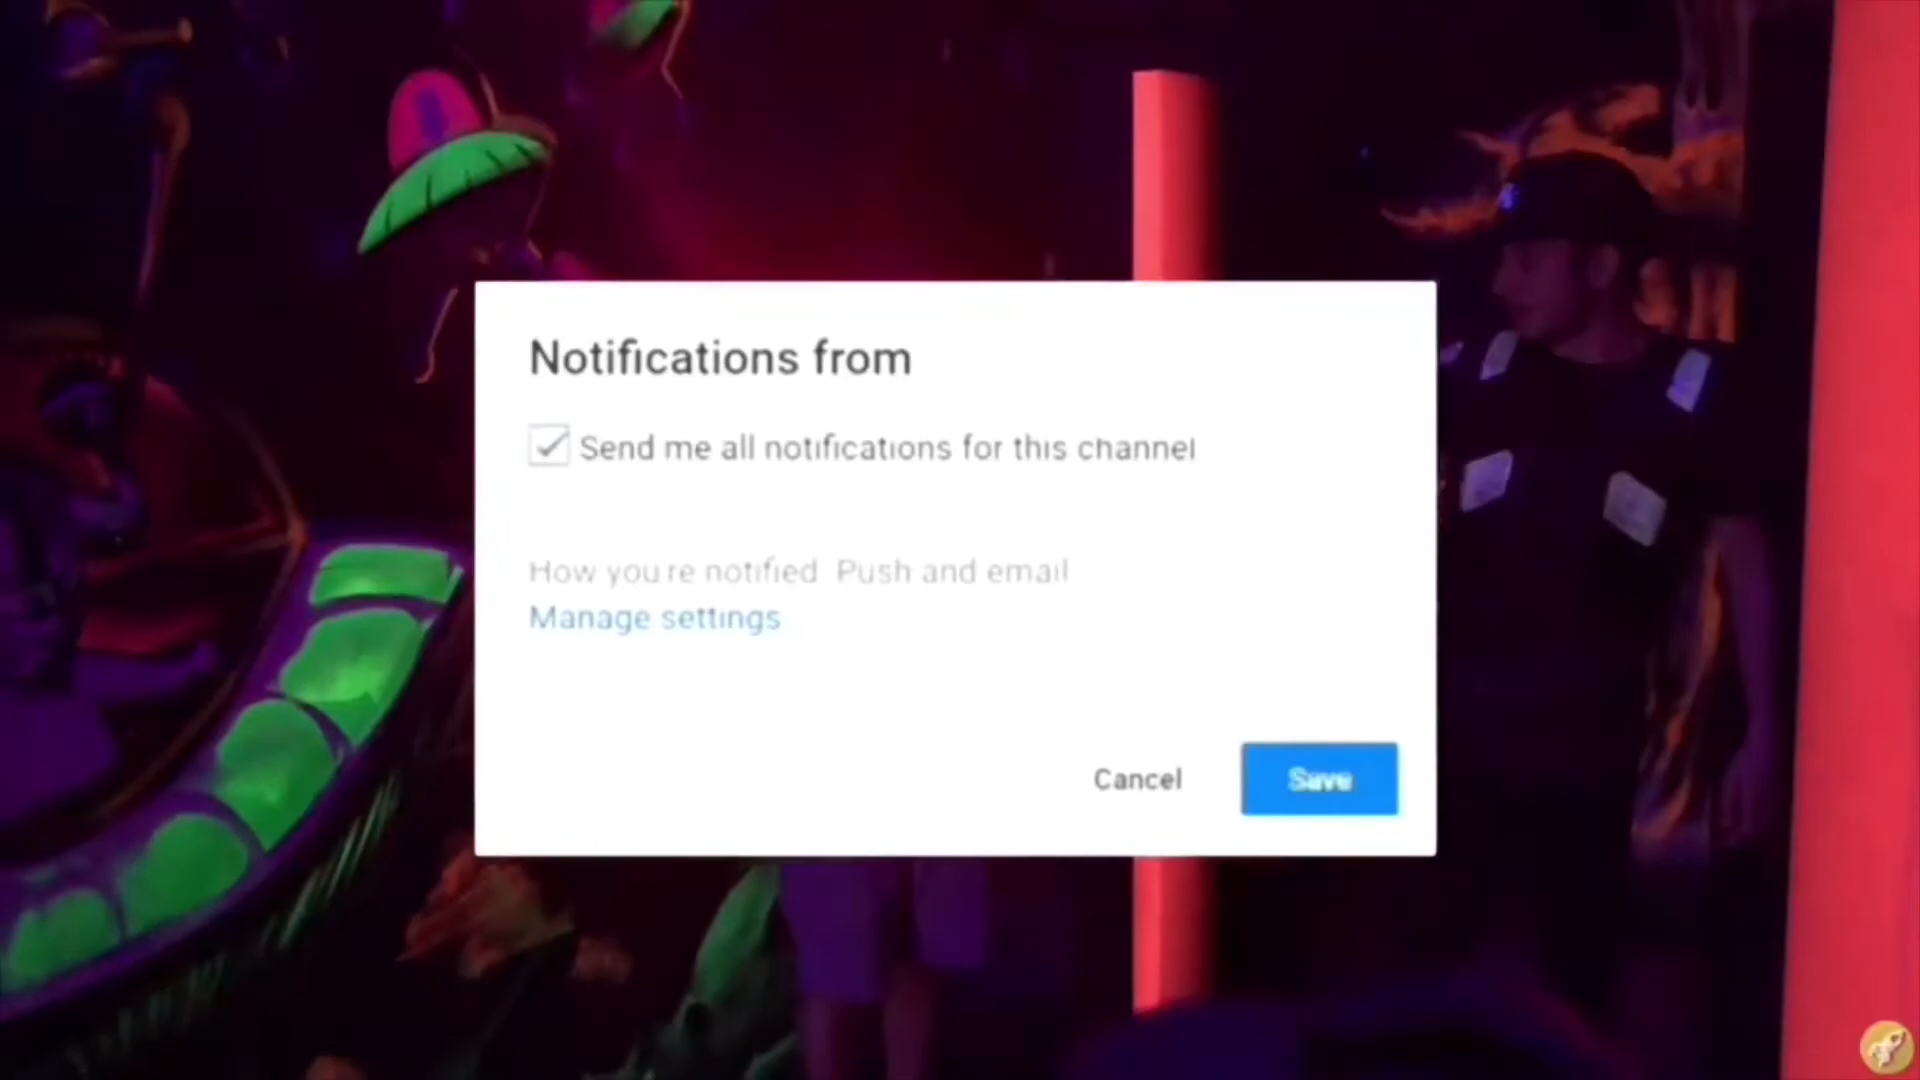 Notifications from
Send me all notifications for this channel
How you're notified Push and email
Manage settings
Cancel
Save